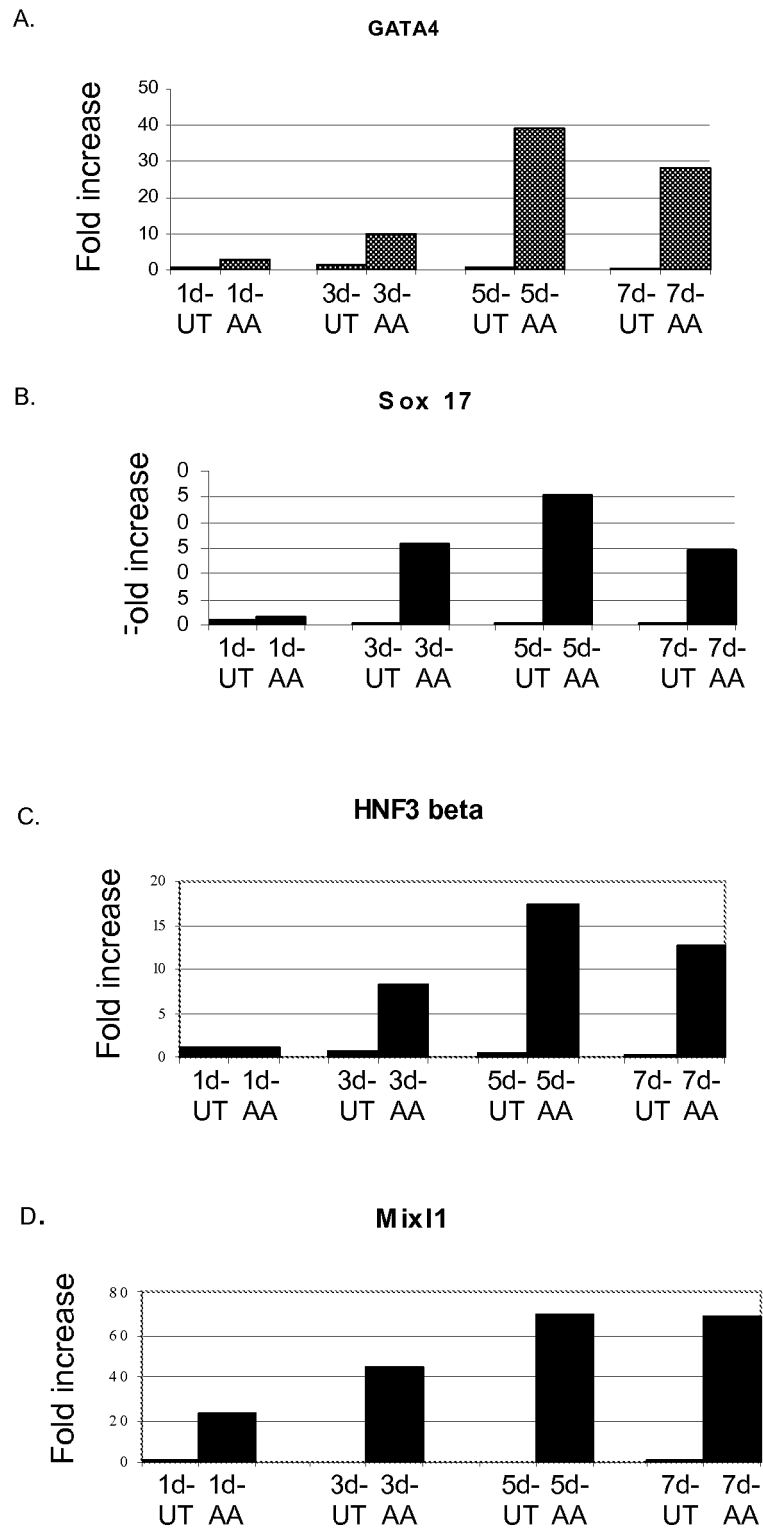 A.
GATA4
Fold increase
50
40
30
20
10
0
1d- 1d- 3d- 3d- 5d- 5d- 7d- 7d-
UT AA UT AA UT AA UT AA
B.
Sox 17
Fold increase
0
5
0
5
0
5
0
1d- 1d- 3d- 3d- 5d- 5d- 7d- 7d-
UT AA UT AA UT AA UT AA
C.
HNF3 beta
Fold increase
20
15
10
5
0
1d- 1d- 3d- 3d- 5d- 5d- 7d- 7d-
UT AA UT AA UT AA UT AA
D.
Mixl1
Fold increase
80
60
40
20
0
1d- 1d- 3d- 3d- 5d- 5d- 7d- 7d-
UT AA UT AA UT AA UT AA